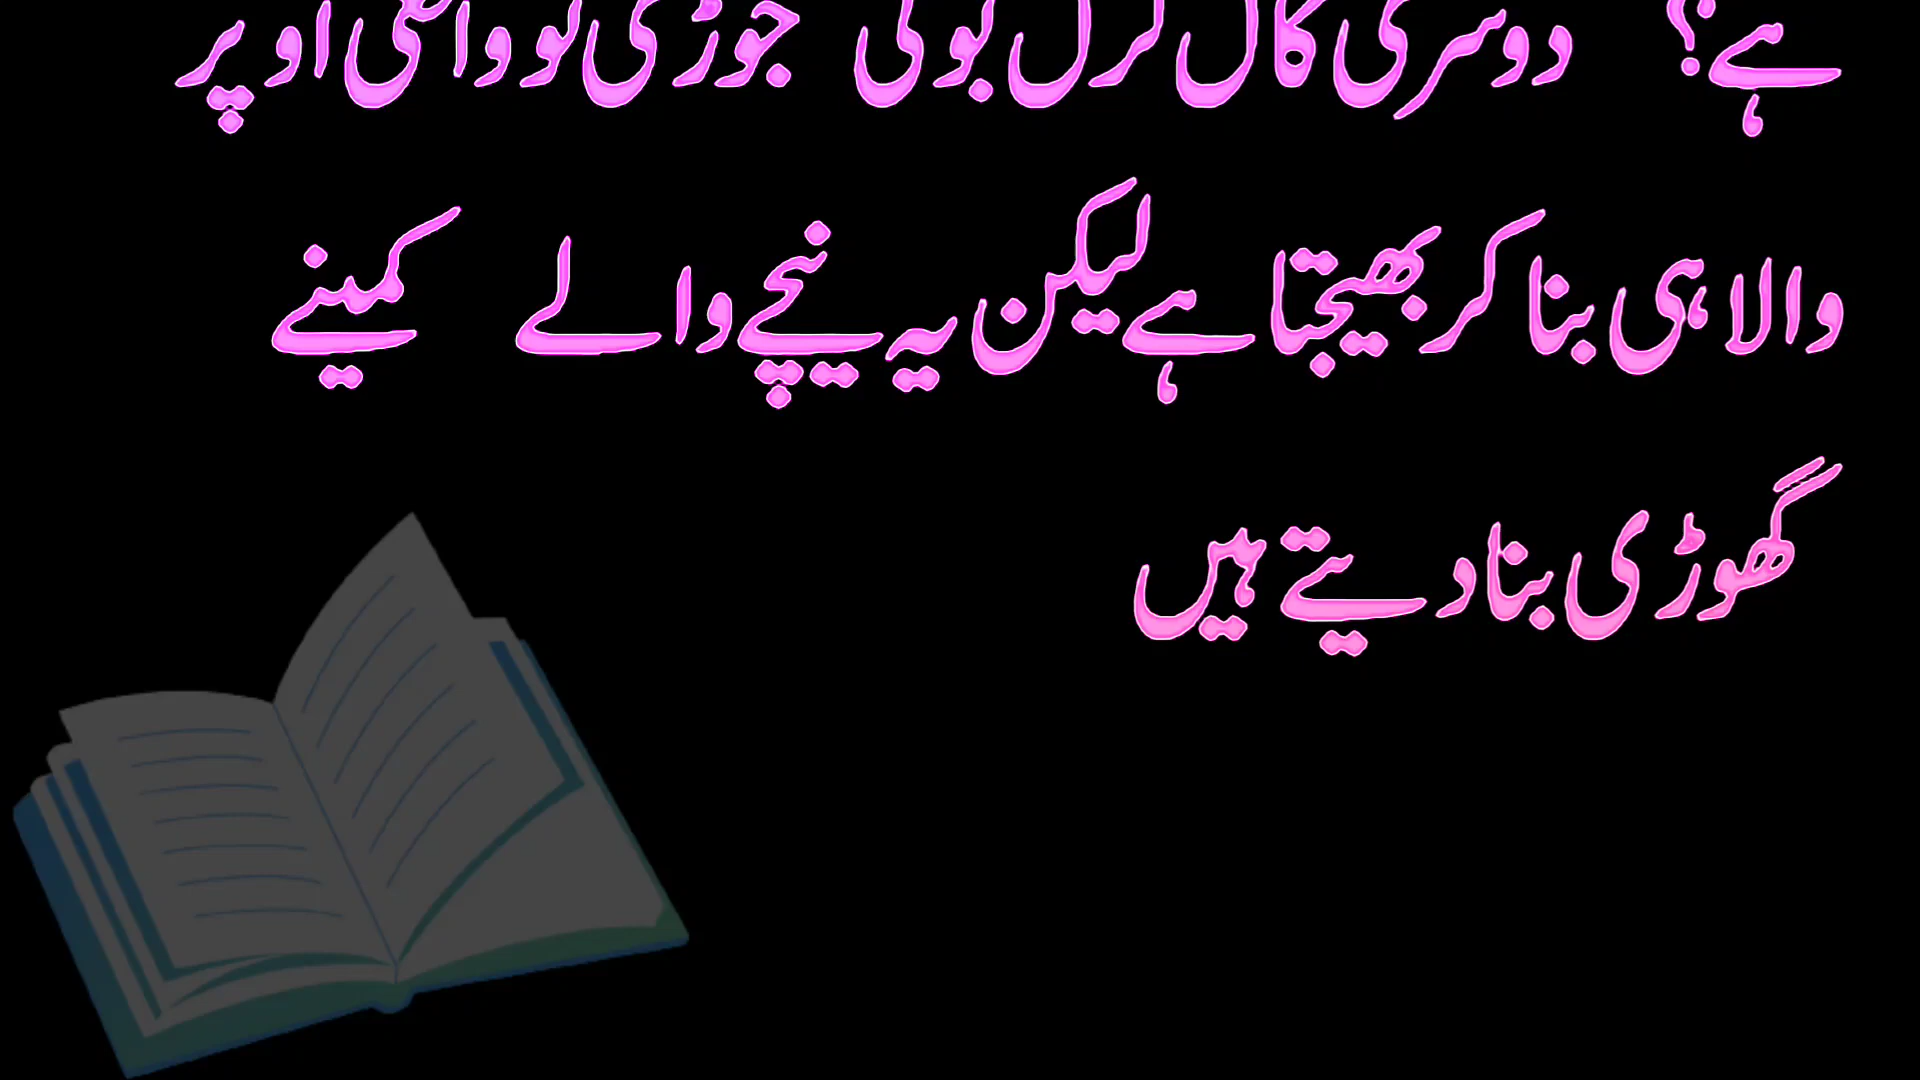 ہے؟ دوسری کال گرل بولی جوڑی تو واقعی اوپر
والا ہی بنا کر بھیجتا ہے لیکن یہ نیچے والے کمینے
گھوڑی بنا دیتے ہیں